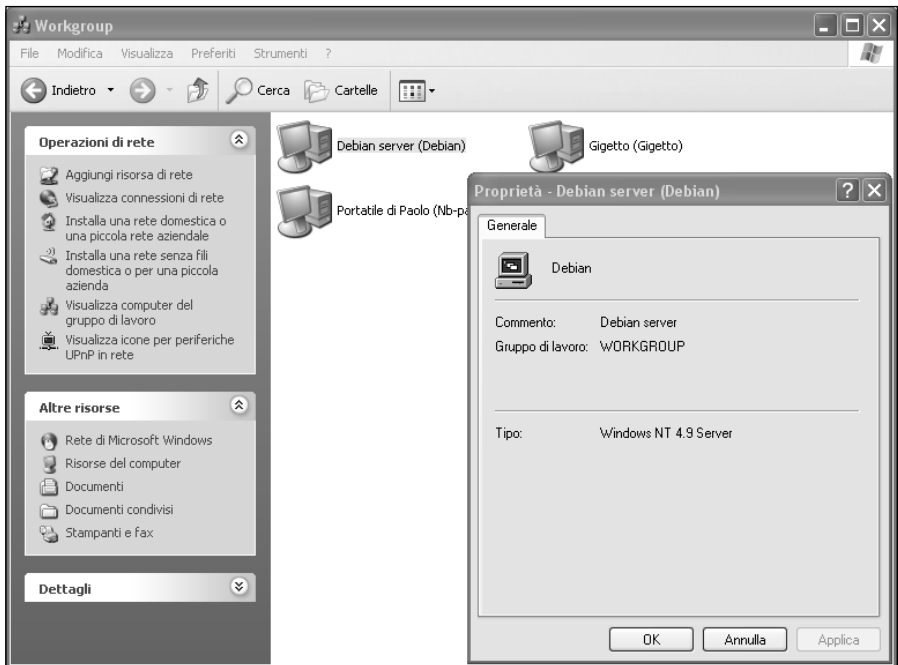 Workgroup
File Modifica Visualizza Preferiti Strumenti ?
Indietro Cerca Cartelle
Operazioni di rete
Aggiungi risorsa di rete
Visualizza connessioni di rete
Installa una rete domestica o
una piccola rete aziendale
Installa una rete senza fili
domestica o per una piccola
azienda
Visualizza computer del
gruppo di lavoro
Visualizza icone per periferiche
UPnP in rete
Altre risorse
Rete di Microsoft Windows
Risorse del computer
Documenti
Documenti condivisi
Stampanti e fax
Dettagli
Debian server (Debian)
Gigetto (Gigetto)
Portatile di Paolo (Nb-pa
Proprietà - Debian server (Debian)
Generale
Debian
Commento: Debian server
Gruppo di lavoro: WORKGROUP
Tipo: Windows NT 4.9 Server
OK Annulla Applica